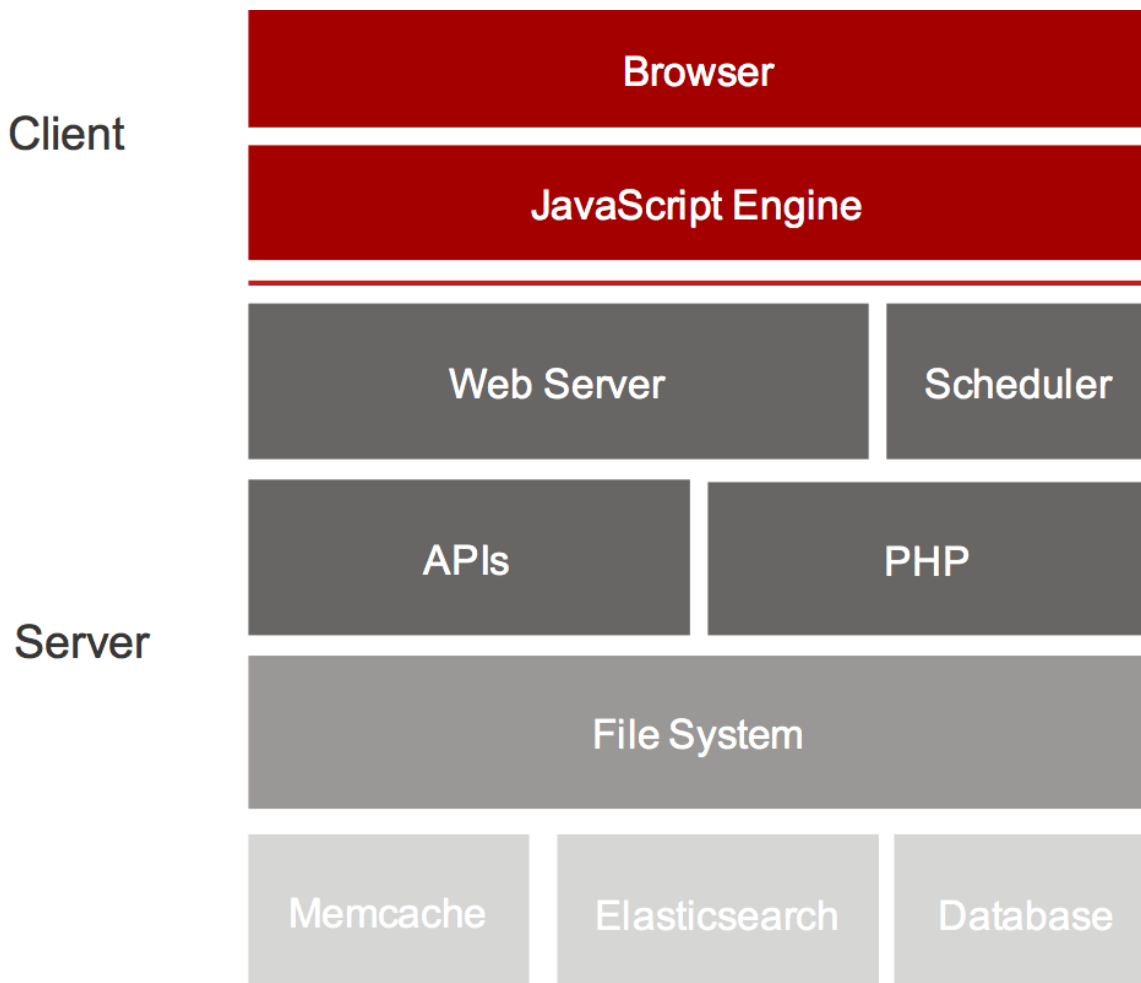 Client
Browser
JavaScript Engine
Server
Web Server
Scheduler
APIs
PHP
File System
Memcache
Elasticsearch
Database